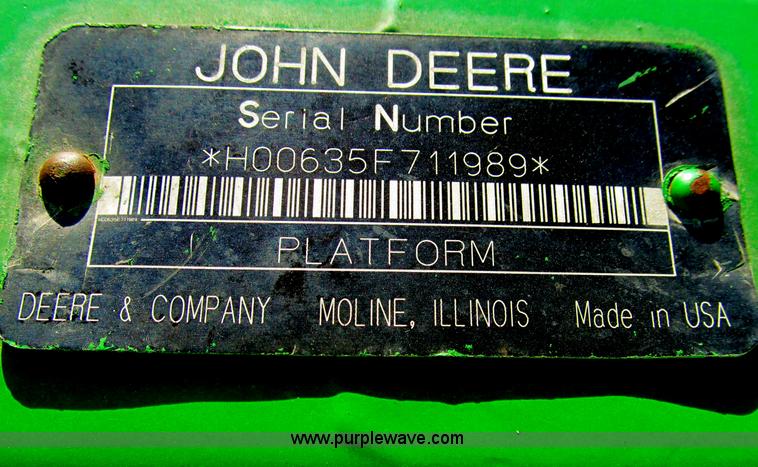 JOHN DEERE
Serial Number
*H00635F711989*
PLATFORM
DEERE & COMPANY MOLINE, ILLINOIS Made in USA
www.purplewave.com